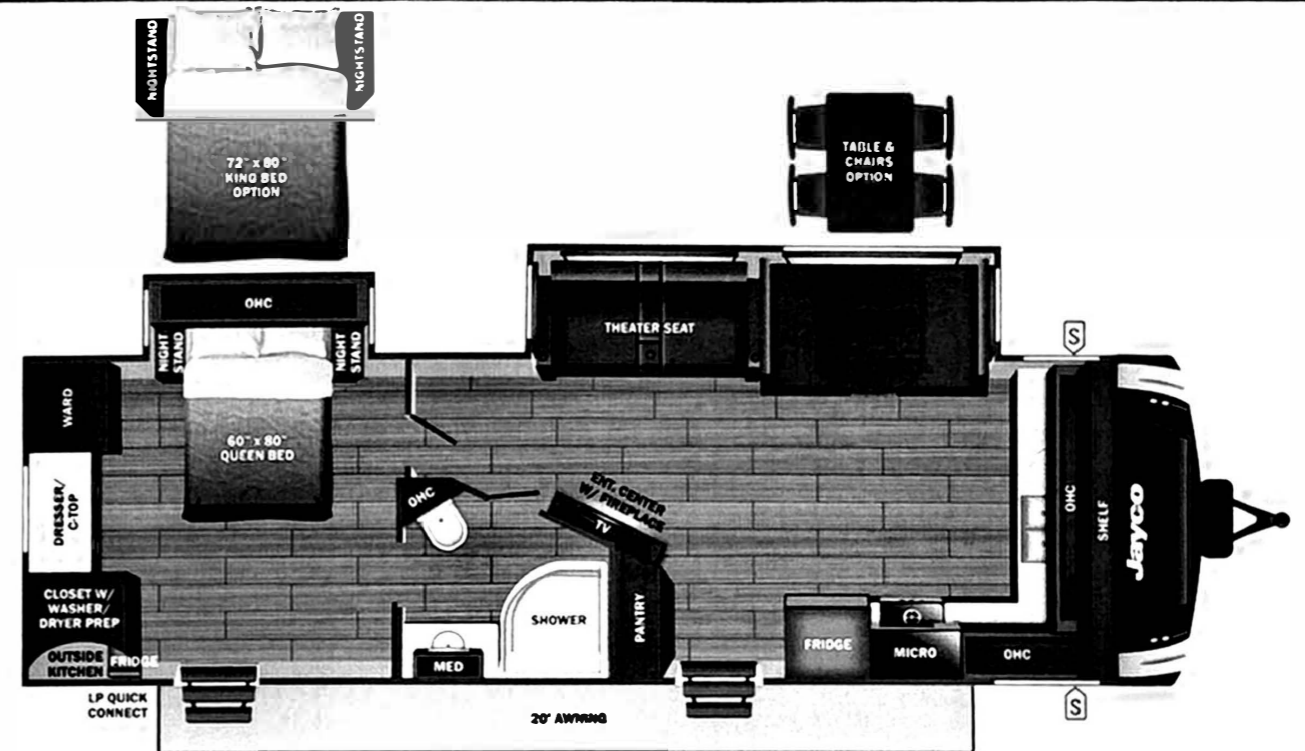 NIGHTSTAND
NIGHTSTAND
72" x 80"
KING BED
OPTION
TABLE &
CHAIRS
OPTION
OHC
NIGHT
STAND
NIGHT
STAND
THEATER SEAT
S
WARD
60" x 80"
QUEEN BED
DRESSER/
C-TOP
OHC
ENT. CENTER
W/ FIREPLACE
TV
OHC
SHELF
Jayco
CLOSET W/
WASHER/
DRYER PREP
OUTSIDE
KITCHEN
FRIDGE
MED
SHOWER
PANTRY
FRIDGE
MICRO
OHC
LP QUICK
CONNECT
20' AWNING
S